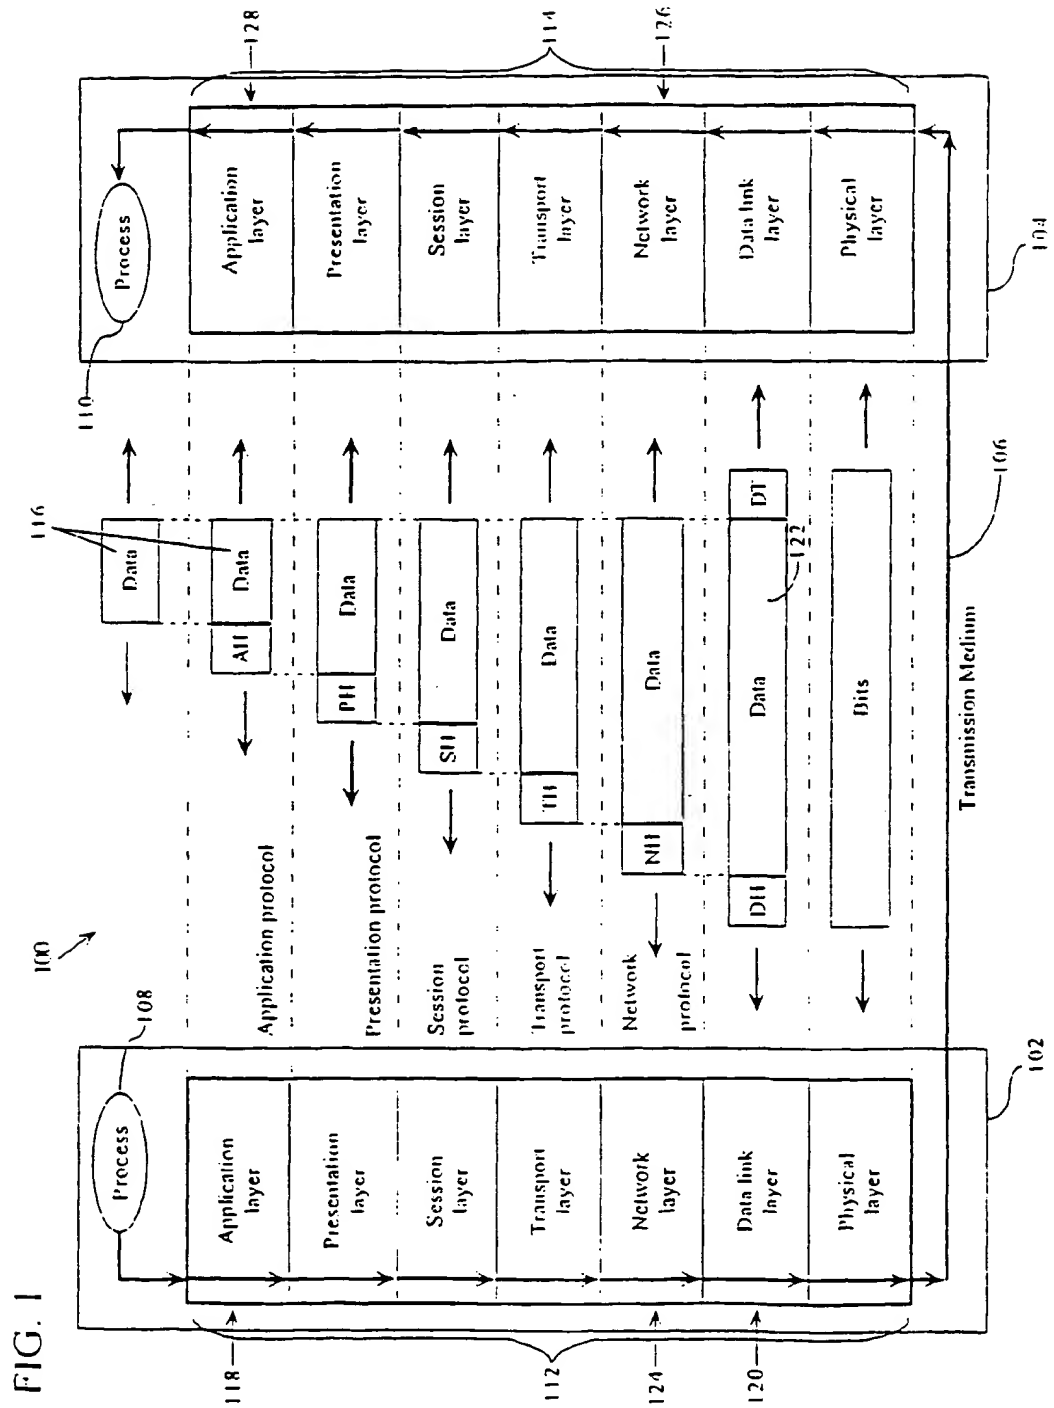 FIG. 1
100
102
108
Process
112
118
Application
layer
Presentation
layer
Session
layer
Transport
layer
124
Network
layer
120
Data link
layer
Physical
layer
Application protocol
Presentation protocol
Session
protocol
Transport
protocol
Network
protocol
116
Data
AH
Data
PH
Data
SH
Data
TH
Data
NH
Data
DH
Data
DT
122
Bits
Transmission Medium
106
104
110
Process
114
128
Application
layer
Presentation
layer
Session
layer
Transport
layer
126
Network
layer
Data link
layer
Physical
layer